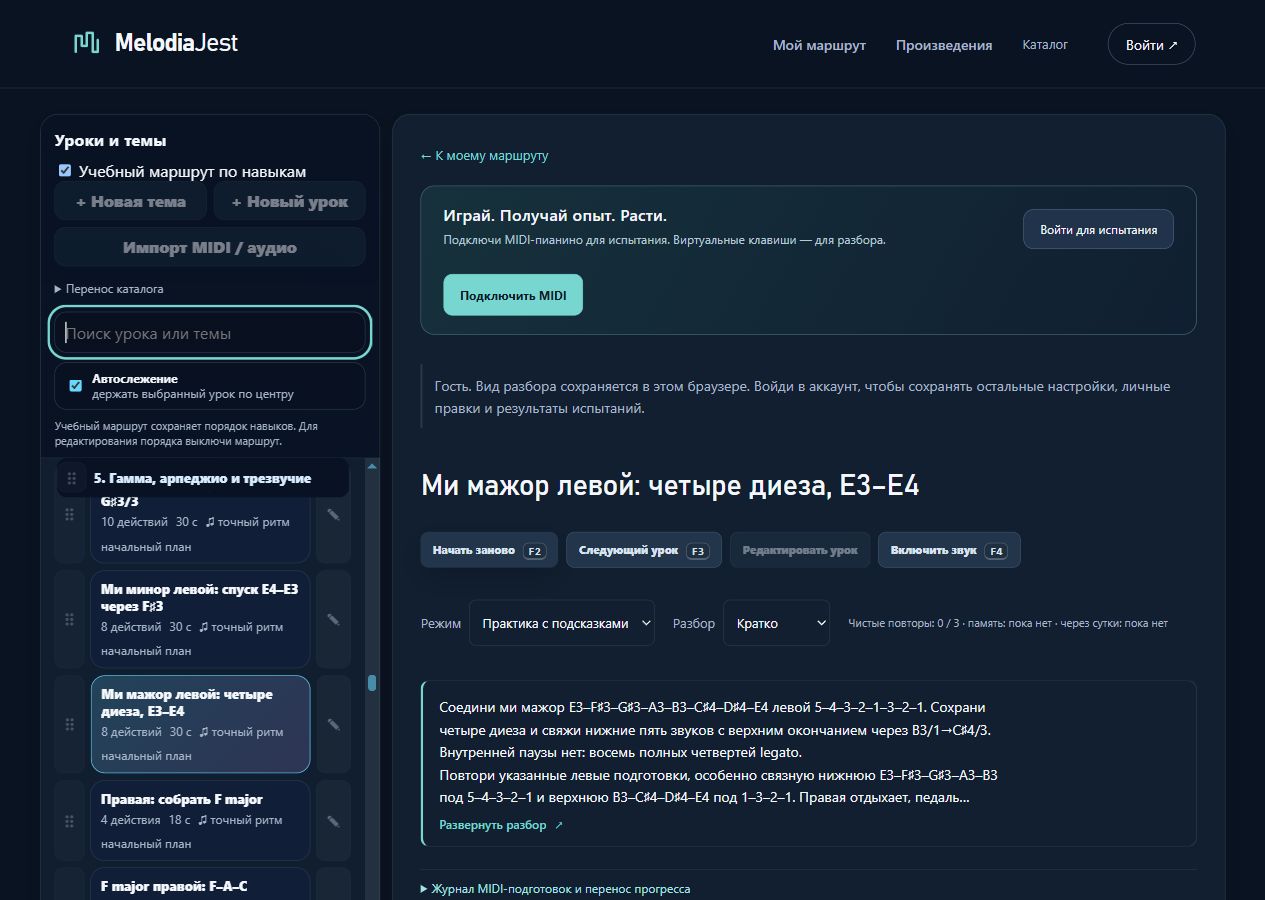 MelodiaJest
Мой маршрут
Произведения
Каталог
Войти ↗
Уроки и темы
Учебный маршрут по навыкам
+ Новая тема
+ Новый урок
Импорт MIDI / аудио
▶ Перенос каталога
Поиск урока или темы
Автослежение
держать выбранный урок по центру
Учебный маршрут сохраняет порядок навыков. Для
редактирования порядка выключи маршрут.
5. Гамма, арпеджио и трезвучие
G♯3/3
10 действий 30 с ♫ точный ритм
начальный план
Ми минор левой: спуск E4–E3
через F♯3
8 действий 30 с ♫ точный ритм
начальный план
Ми мажор левой: четыре
диеза, E3–E4
8 действий 30 с ♫ точный ритм
начальный план
Правая: собрать F major
4 действия 18 с ♫ точный ритм
начальный план
F major правой: F–A–C
← К моему маршруту
Играй. Получай опыт. Расти.
Подключи MIDI-пианино для испытания. Виртуальные клавиши — для разбора.
Войти для испытания
Подключить MIDI
Гость. Вид разбора сохраняется в этом браузере. Войди в аккаунт, чтобы сохранять остальные настройки, личные
правки и результаты испытаний.
Ми мажор левой: четыре диеза, E3–E4
Начать заново F2
Следующий урок F3
Редактировать урок
Включить звук F4
Режим
Практика с подсказками
Разбор
Кратко
Чистые повторы: 0 / 3 · память: пока нет · через сутки: пока нет
Соедини ми мажор E3–F♯3–G♯3–A3–B3–C♯4–D♯4–E4 левой 5–4–3–2–1–3–2–1. Сохрани
четыре диеза и свяжи нижние пять звуков с верхним окончанием через B3/1→C♯4/3.
Внутренней паузы нет: восемь полных четвертей legato.
Повтори указанные левые подготовки, особенно связную нижнюю E3–F♯3–G♯3–A3–B3
под 5–4–3–2–1 и верхнюю B3–C♯4–D♯4–E4 под 1–3–2–1. Правая отдыхает, педаль…
Развернуть разбор ↗
▶ Журнал MIDI-подготовок и перенос прогресса